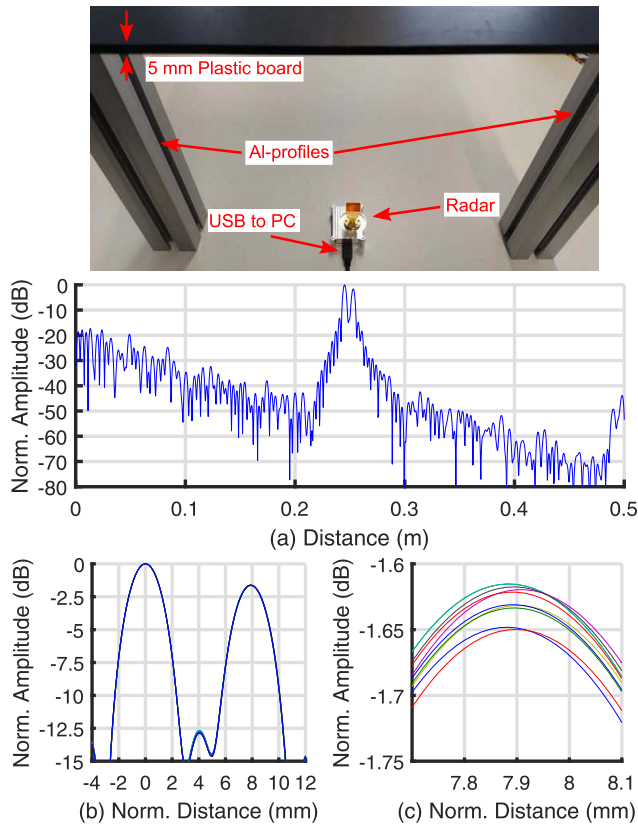 5 mm Plastic board
Al-profiles
Radar
USB to PC
Norm. Amplitude (dB)
0
-10
-20
-30
-40
-50
-60
-70
-80
0 0.1 0.2 0.3 0.4 0.5
(a) Distance (m)
Norm. Amplitude (dB)
0
-2.5
-5
-7.5
-10
-12.5
-15
-4 -2 0 2 4 6 8 10 12
(b) Norm. Distance (mm)
Norm. Amplitude (dB)
-1.6
-1.65
-1.7
-1.75
7.8 7.9 8 8.1
(c) Norm. Distance (mm)